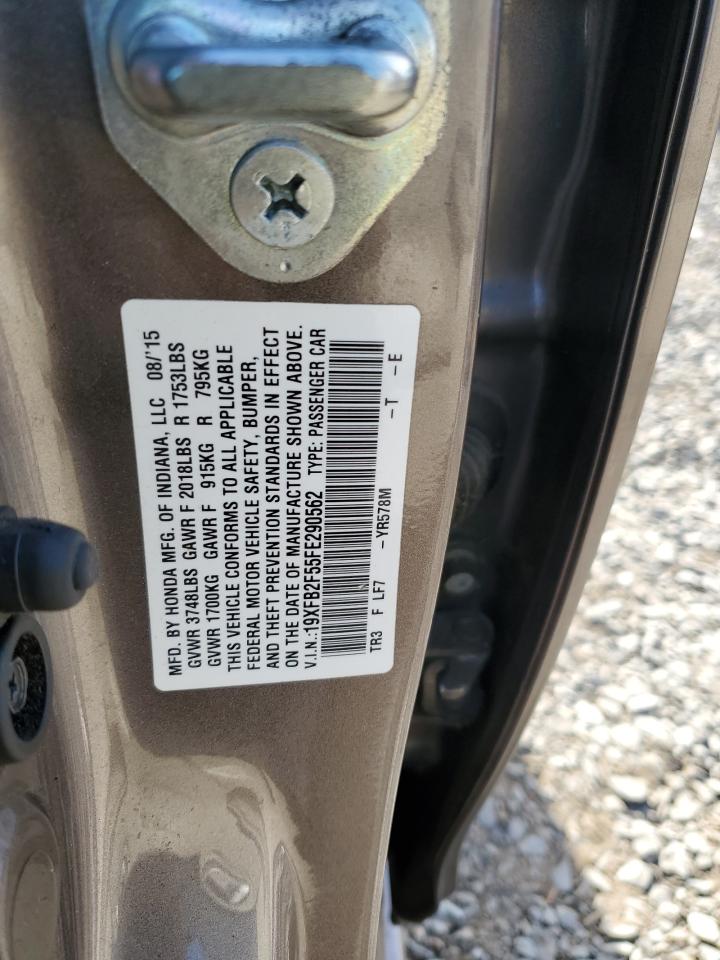 MFD. BY HONDA MFG. OF INDIANA, LLC 08/'15
GVWR 3748LBS GAWR F 2018LBS R 1753LBS
GVWR 1700KG GAWR F 915KG R 795KG
THIS VEHICLE CONFORMS TO ALL APPLICABLE
FEDERAL MOTOR VEHICLE SAFETY, BUMPER,
AND THEFT PREVENTION STANDARDS IN EFFECT
ON THE DATE OF MANUFACTURE SHOWN ABOVE.
V.I.N.:19XFB2F55FE290562 TYPE: PASSENGER CAR
TR3 F LF7 -YR578M -T -E